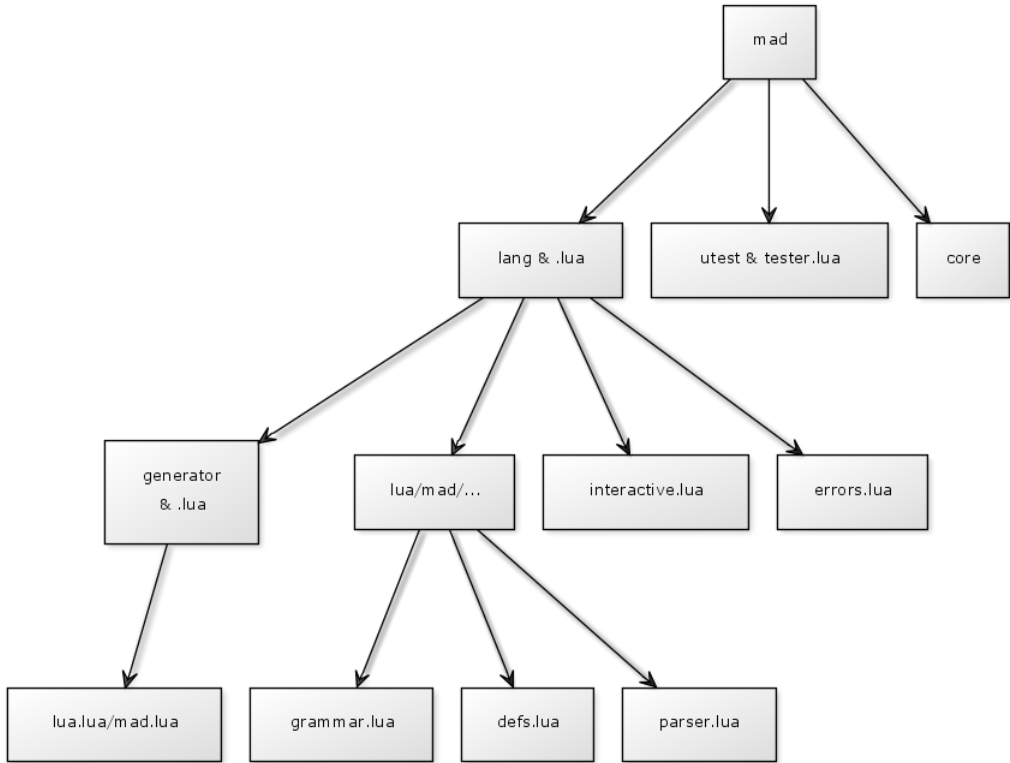 mad
lang & .lua
utest & tester.lua
core
generator
& .lua
lua/mad/...
interactive.lua
errors.lua
lua.lua/mad.lua
grammar.lua
defs.lua
parser.lua